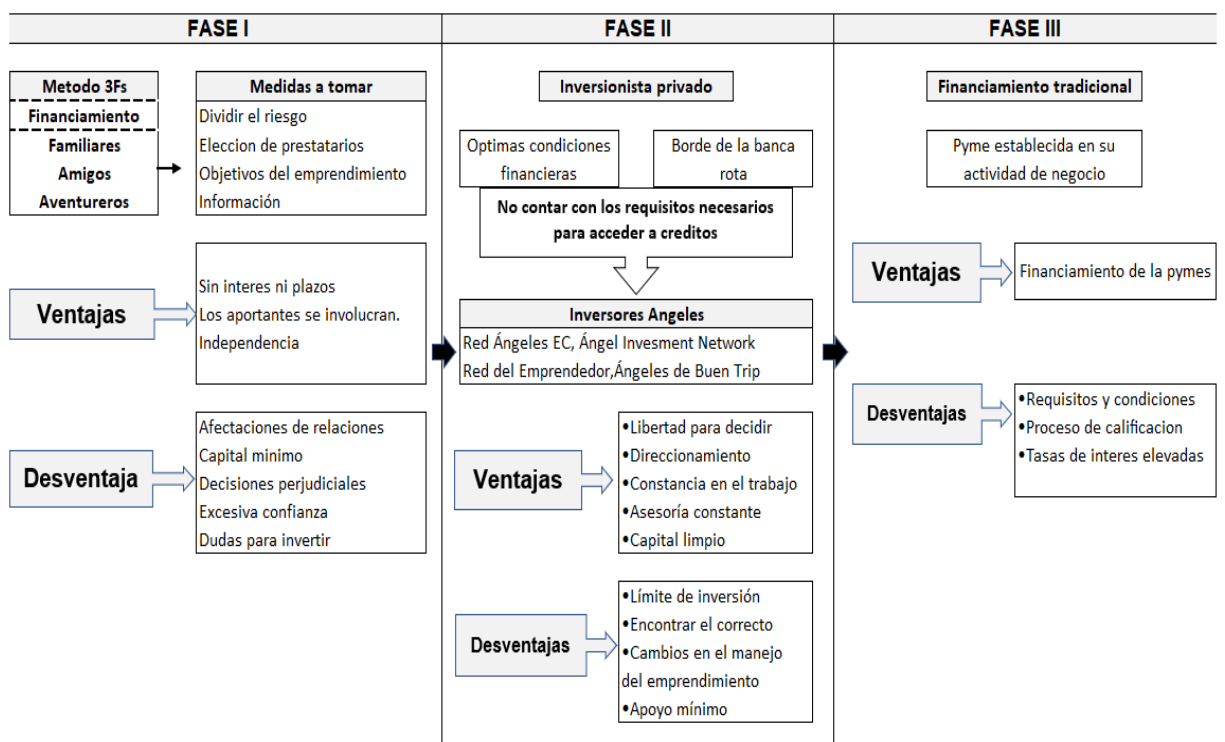 FASE I
Metodo 3Fs
Financiamiento
Familiares
Amigos
Aventureros
Medidas a tomar
Dividir el riesgo
Eleccion de prestatarios
Objetivos del emprendimiento
Información
Ventajas
Sin interes ni plazos
Los aportantes se involucran.
Independencia
Desventaja
Afectaciones de relaciones
Capital minimo
Decisiones perjudiciales
Excesiva confianza
Dudas para invertir
FASE II
Inversionista privado
Optimas condiciones
financieras
Borde de la banca
rota
No contar con los requisitos necesarios
para acceder a creditos
Inversores Angeles
Red Ángeles EC, Ángel Invesment Network
Red del Emprendedor,Ángeles de Buen Trip
Ventajas
•Libertad para decidir
•Direccionamiento
•Constancia en el trabajo
•Asesoría constante
•Capital limpio
Desventajas
•Límite de inversión
•Encontrar el correcto
•Cambios en el manejo
del emprendimiento
•Apoyo mínimo
FASE III
Financiamiento tradicional
Pyme establecida en su
actividad de negocio
Ventajas
Financiamiento de la pymes
Desventajas
•Requisitos y condiciones
•Proceso de calificacion
•Tasas de interes elevadas